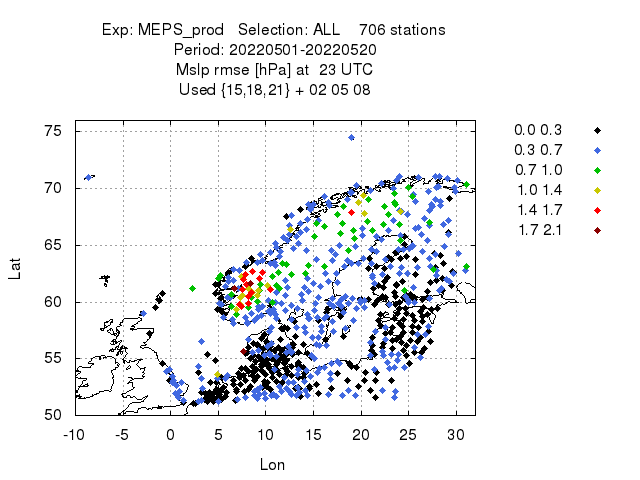 Exp: MEPS_prod   Selection: ALL    706 stations
Period: 20220501-20220520
Mslp rmse [hPa] at  23 UTC
Used {15,18,21} + 02 05 08
0.0 0.3
0.3 0.7
0.7 1.0
1.0 1.4
1.4 1.7
1.7 2.1
75
70
65
60
55
50
Lat
-10 -5 0 5 10 15 20 25 30
Lon